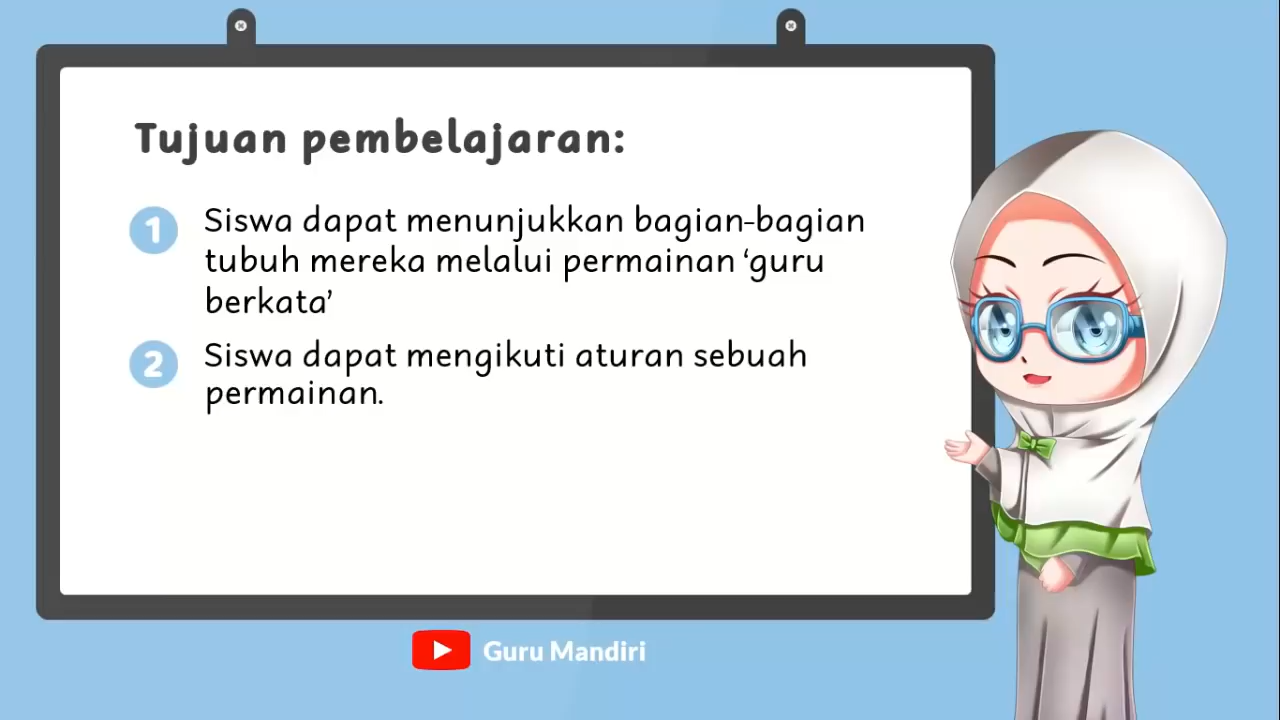 Tujuan pembelajaran:
1 Siswa dapat menunjukkan bagian-bagian
tubuh mereka melalui permainan ‘guru
berkata’
2 Siswa dapat mengikuti aturan sebuah
permainan.
Guru Mandiri